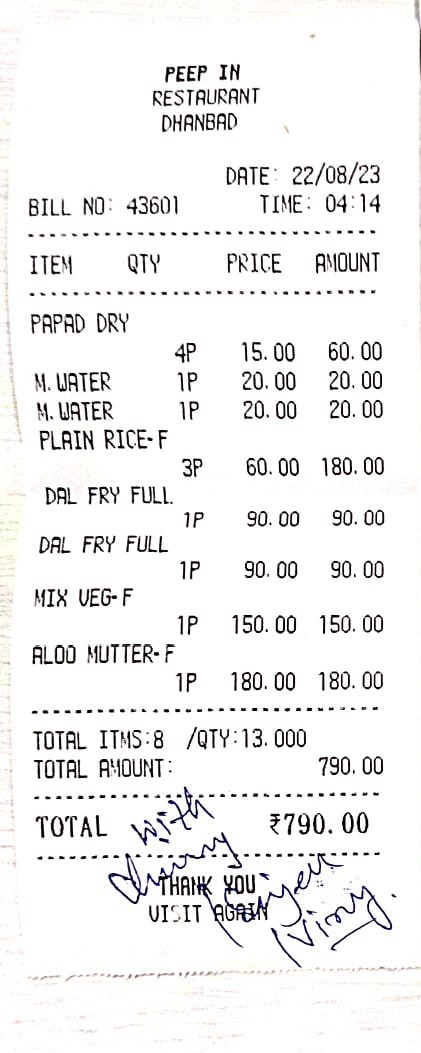 PEEP IN
RESTAURANT
DHANBAD
DATE: 22/08/23
BILL NO: 43601 TIME: 04:14
ITEM QTY PRICE AMOUNT
PAPAD DRY
4P 15.00 60.00
M.WATER 1P 20.00 20.00
M.WATER 1P 20.00 20.00
PLAIN RICE-F
3P 60.00 180.00
DAL FRY FULL
1P 90.00 90.00
DAL FRY FULL
1P 90.00 90.00
MIX VEG-F
1P 150.00 150.00
ALOO MUTTER-F
1P 180.00 180.00
TOTAL ITMS:8 /QTY:13.000
TOTAL AMOUNT: 790.00
TOTAL ₹790.00
with
THANK YOU
VISIT AGAIN